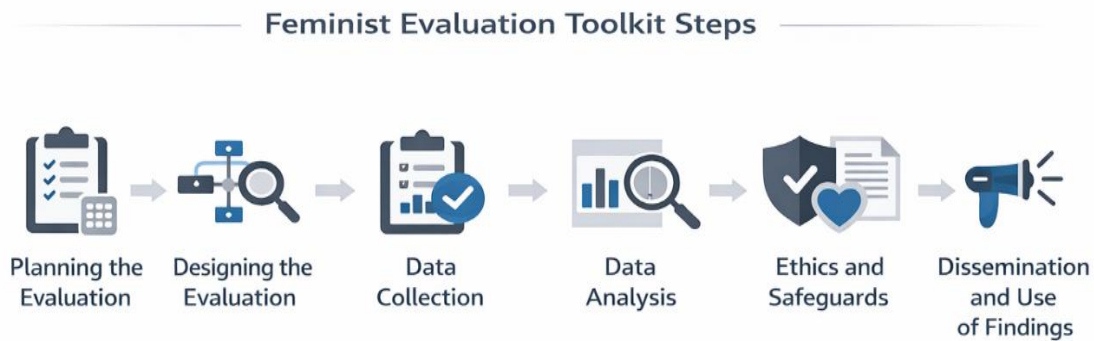 Feminist Evaluation Toolkit Steps
Planning the
Evaluation
Designing the
Evaluation
Data
Collection
Data
Analysis
Ethics and
Safeguards
Dissemination
and Use
of Findings